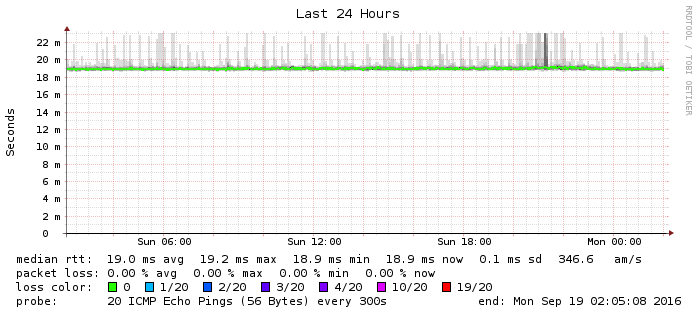 Last 24 Hours
RRDTOOL / TOBI OETIKER
Seconds
22 m
20 m
18 m
16 m
14 m
12 m
10 m
8 m
6 m
4 m
2 m
0
Sun 06:00 Sun 12:00 Sun 18:00 Mon 00:00
median rtt: 19.0 ms avg 19.2 ms max 18.9 ms min 18.9 ms now 0.1 ms sd 346.6 am/s
packet loss: 0.00 % avg 0.00 % max 0.00 % min 0.00 % now
loss color: 0 1/20 2/20 3/20 4/20 10/20 19/20
probe: 20 ICMP Echo Pings (56 Bytes) every 300s end: Mon Sep 19 02:05:08 2016